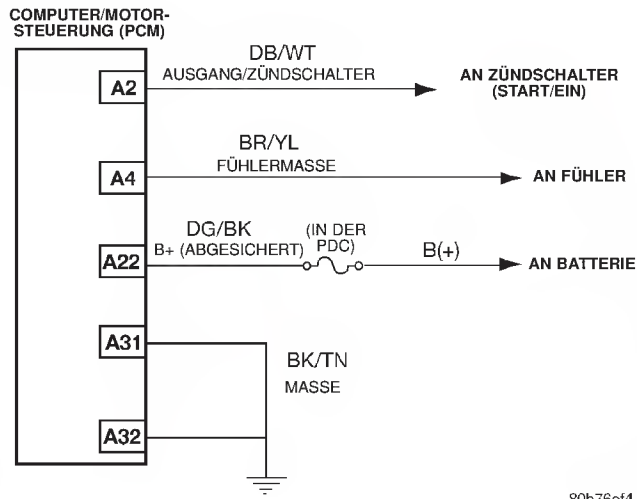 COMPUTER/MOTOR-
STEUERUNG (PCM)
DB/WT
A2
AUSGANG/ZÜNDSCHALTER
AN ZÜNDSCHALTER
(START/EIN)
BR/YL
A4
FÜHLERMASSE
AN FÜHLER
DG/BK
(IN DER
PDC)
B(+)
A22
B+ (ABGESICHERT)
AN BATTERIE
A31
BK/TN
MASSE
A32
80b76ef4